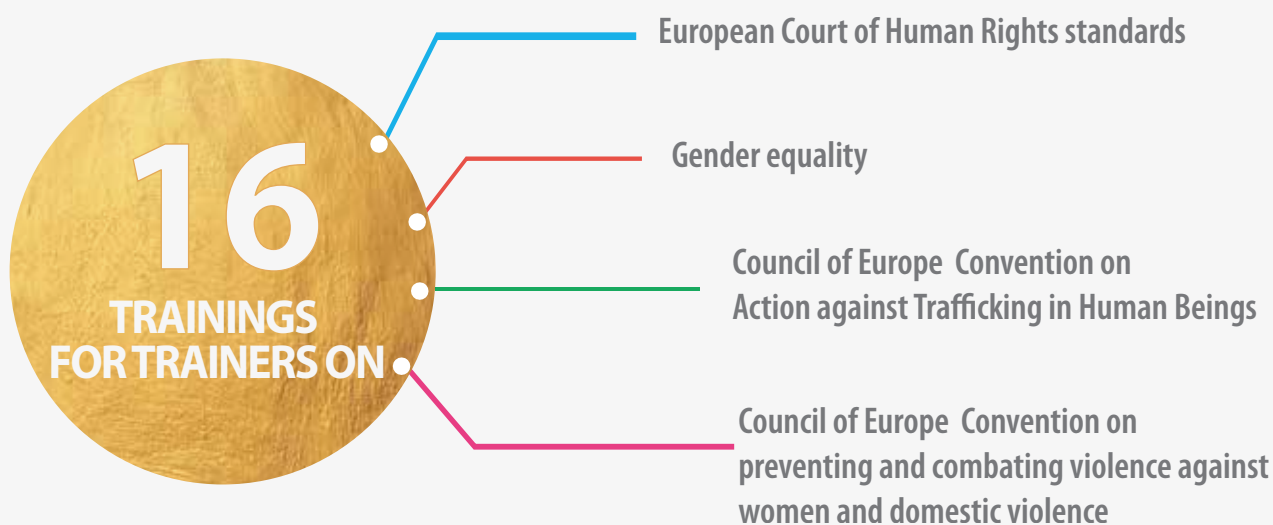 16
TRAININGS
FOR TRAINERS ON
European Court of Human Rights standards
Gender equality
Council of Europe Convention on
Action against Trafficking in Human Beings
Council of Europe Convention on
preventing and combating violence against
women and domestic violence